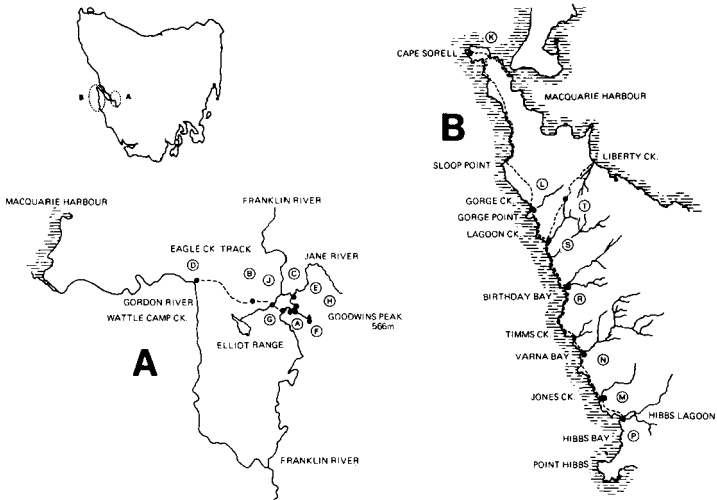 B A
MACQUARIE HARBOUR
FRANKLIN RIVER
EAGLE CK TRACK
JANE RIVER
D
B
J
C
E
H
GORDON RIVER
WATTLE CAMP CK.
G
A
F
GOODWINS PEAK
566m
ELLIOT RANGE
A
FRANKLIN RIVER
K
CAPE SORELL
MACQUARIE HARBOUR
B
SLOOP POINT
LIBERTY CK.
L
GORGE CK.
GORGE POINT
T
LAGOON CK.
S
BIRTHDAY BAY
R
TIMMS CK.
VARNA BAY
N
JONES CK.
M
HIBBS LAGOON
HIBBS BAY
P
POINT HIBBS